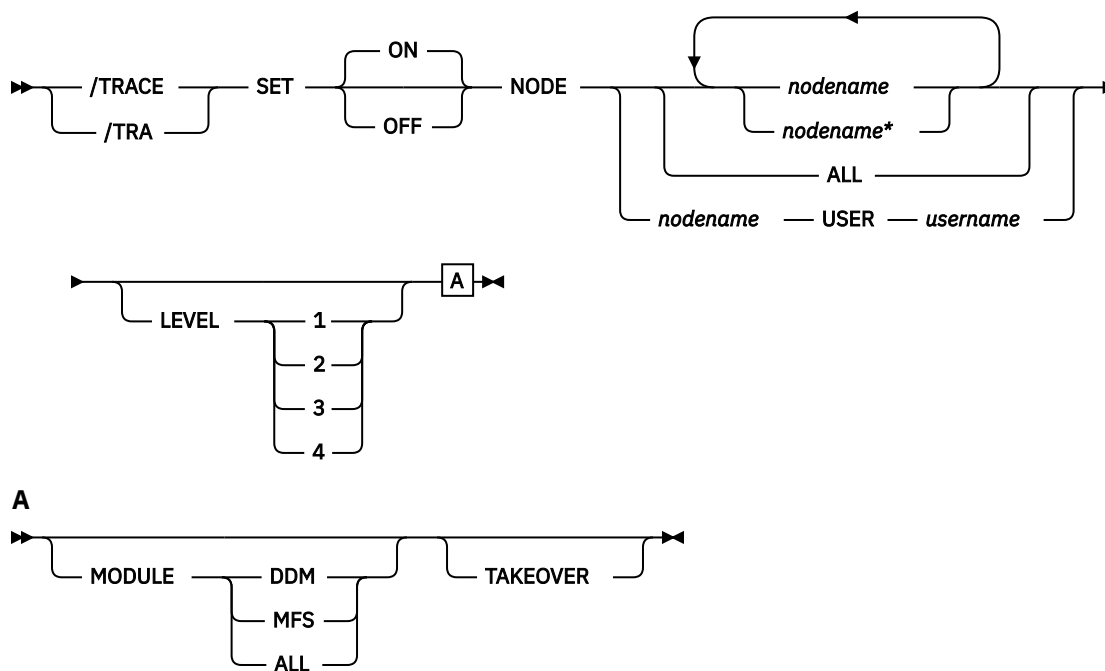 ON
/TRACE SET NODE nodename
/TRA OFF nodename*
ALL
nodename USER username
A
LEVEL 1
2
3
4
A
MODULE DDM TAKEOVER
MFS
ALL